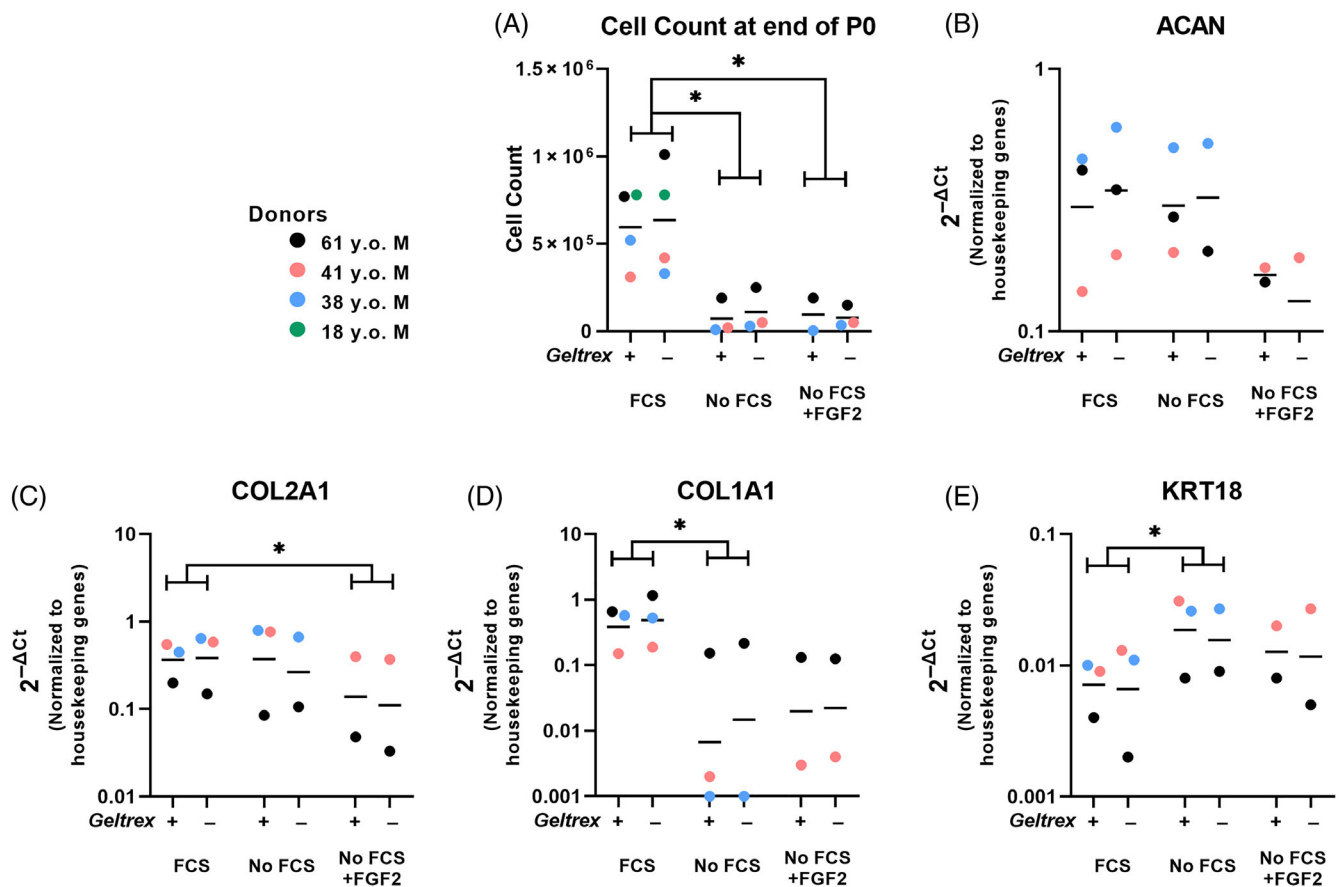 (A)
Cell Count at end of P0
Cell Count
1.5 × 10⁶
1 × 10⁶
5 × 10⁵
0
*
*
Geltrex + – + – + –
FCS No FCS No FCS
+FGF2
Donors
61 y.o. M
41 y.o. M
38 y.o. M
18 y.o. M
(B)
ACAN
2^–ΔCt
(Normalized to
housekeeping genes)
1
0.1
+ – + – + –
Geltrex
FCS No FCS No FCS
+FGF2
(C)
COL2A1
2^–ΔCt
(Normalized to
housekeeping genes)
10
1
0.1
0.01
*
Geltrex + – + – + –
FCS No FCS No FCS
+FGF2
(D)
COL1A1
2^–ΔCt
(Normalized to
housekeeping genes)
10
1
0.1
0.01
0.001
*
Geltrex + – + – + –
FCS No FCS No FCS
+FGF2
(E)
KRT18
2^–ΔCt
(Normalized to
housekeeping genes)
0.1
0.01
0.001
*
Geltrex + – + – + –
FCS No FCS No FCS
+FGF2